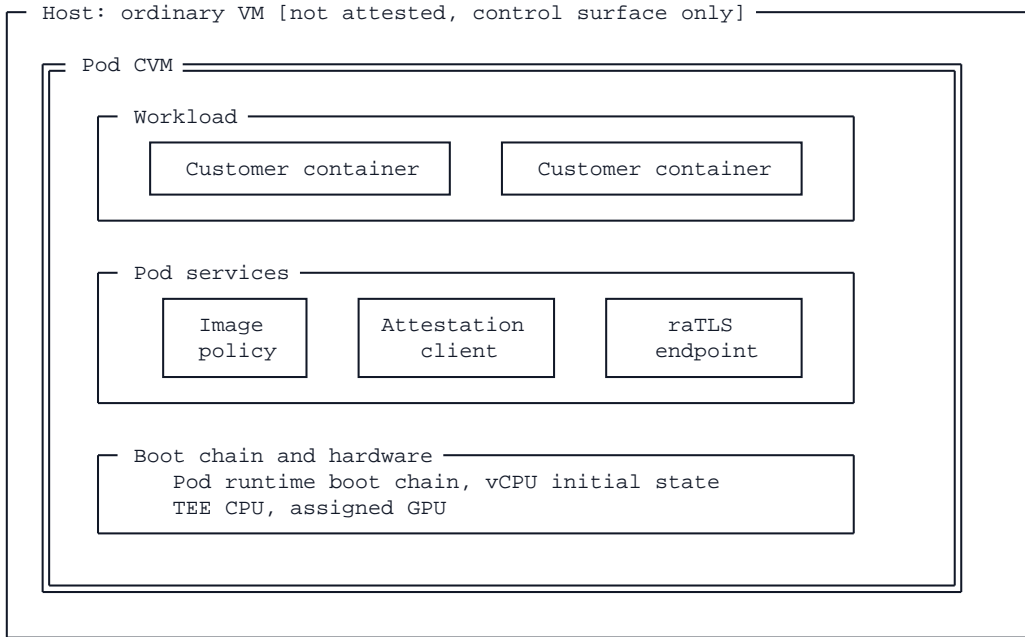 Host: ordinary VM [not attested, control surface only]
Pod CVM
Workload
Customer container
Customer container
Pod services
Image
policy
Attestation
client
raTLS
endpoint
Boot chain and hardware
Pod runtime boot chain, vCPU initial state
TEE CPU, assigned GPU